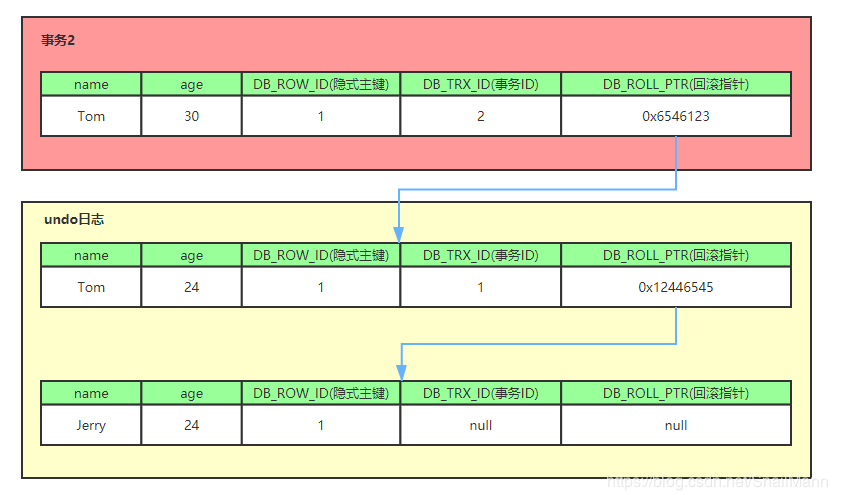 事务2
name age DB_ROW_ID(隐式主键) DB_TRX_ID(事务ID) DB_ROLL_PTR(回滚指针)
Tom 30 1 2 0x6546123
undo日志
name age DB_ROW_ID(隐式主键) DB_TRX_ID(事务ID) DB_ROLL_PTR(回滚指针)
Tom 24 1 1 0x12446545
name age DB_ROW_ID(隐式主键) DB_TRX_ID(事务ID) DB_ROLL_PTR(回滚指针)
Jerry 24 1 null null
https://blog.csdn.net/SnailMann